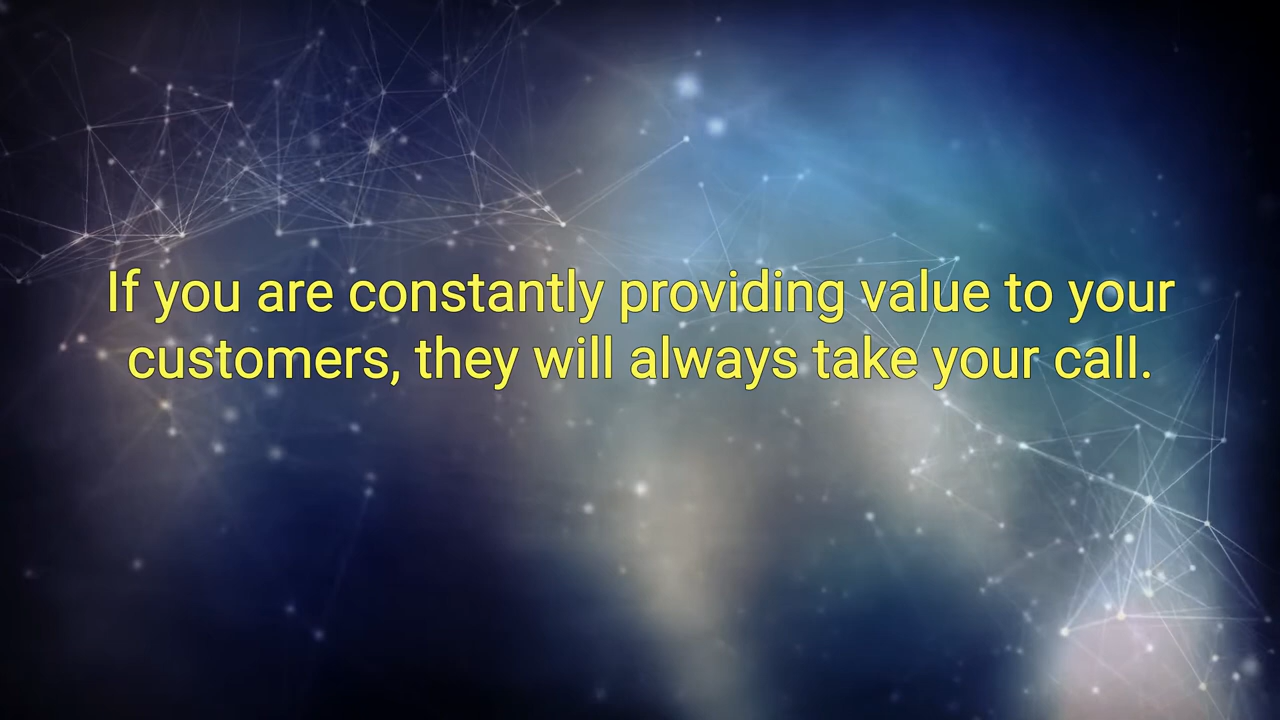 If you are constantly providing value to your
customers, they will always take your call.